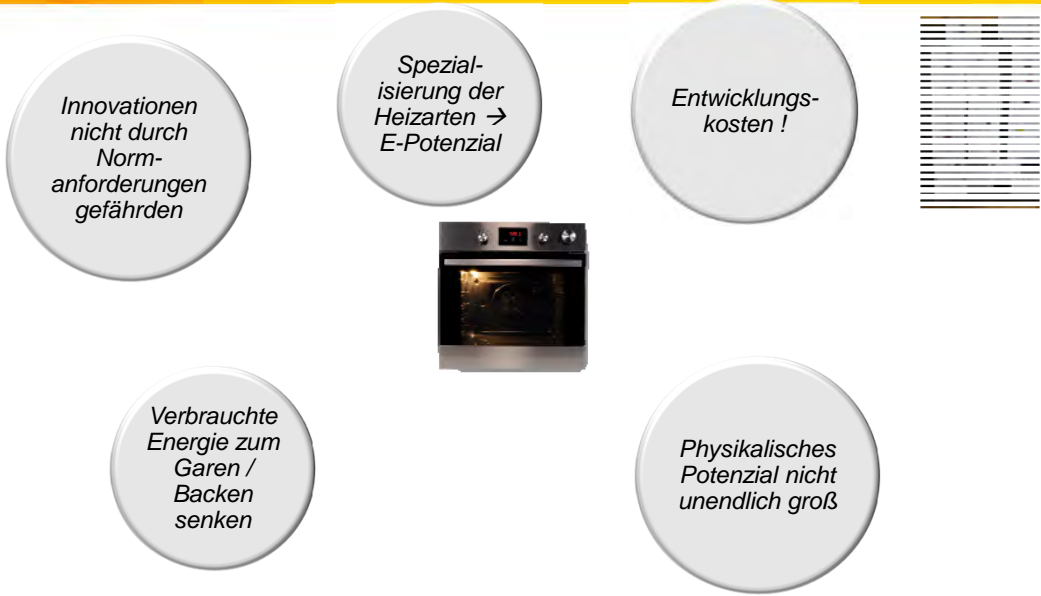 Innovationen
nicht durch
Norm-
anforderungen
gefährden
Spezial-
isierung der
Heizarten →
E-Potenzial
Entwicklungs-
kosten !
Verbrauchte
Energie zum
Garen /
Backen
senken
Physikalisches
Potenzial nicht
unendlich groß